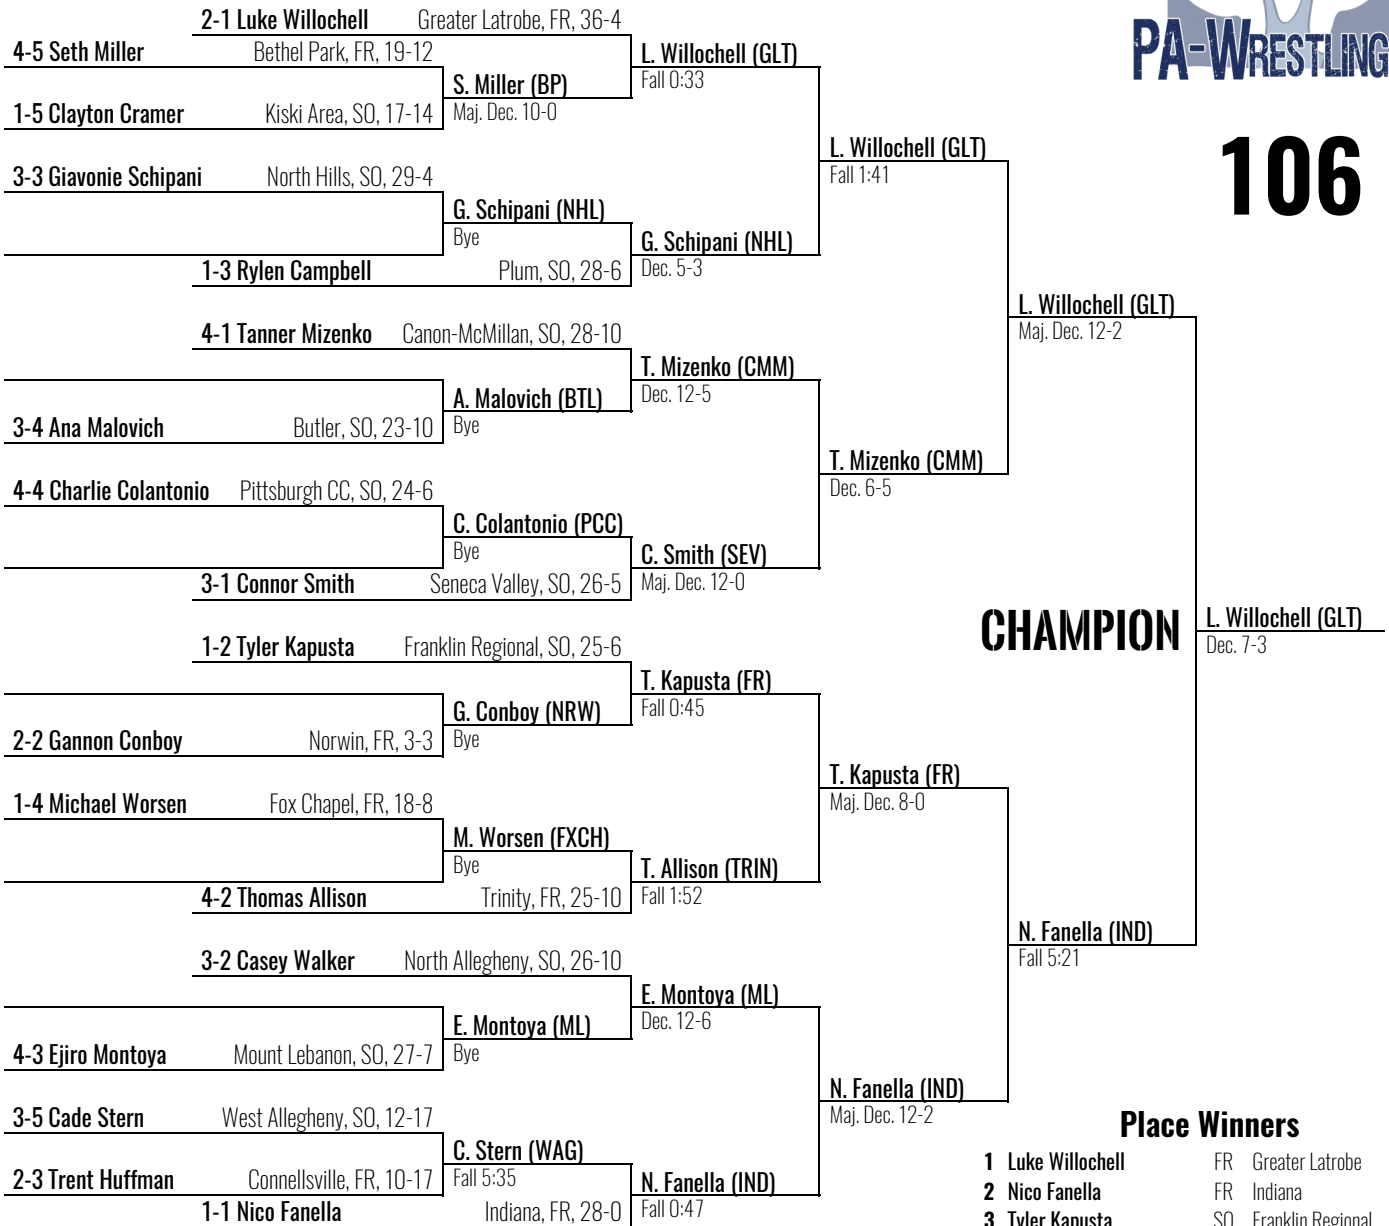 2-1 Luke Willochell Greater Latrobe, FR, 36-4
4-5 Seth Miller Bethel Park, FR, 19-12
L. Willochell (GLT)
Fall 0:33
PA-WRESTLING
S. Miller (BP)
Maj. Dec. 10-0
1-5 Clayton Cramer Kiski Area, SO, 17-14
L. Willochell (GLT)
Fall 1:41
106
3-3 Giavonie Schipani North Hills, SO, 29-4
G. Schipani (NHL)
Bye
G. Schipani (NHL)
Dec. 5-3
1-3 Rylen Campbell Plum, SO, 28-6
L. Willochell (GLT)
Maj. Dec. 12-2
4-1 Tanner Mizenko Canon-McMillan, SO, 28-10
T. Mizenko (CMM)
Dec. 12-5
A. Malovich (BTL)
Bye
3-4 Ana Malovich Butler, SO, 23-10
T. Mizenko (CMM)
Dec. 6-5
4-4 Charlie Colantonio Pittsburgh CC, SO, 24-6
C. Colantonio (PCC)
Bye
C. Smith (SEV)
Maj. Dec. 12-0
3-1 Connor Smith Seneca Valley, SO, 26-5
CHAMPION
L. Willochell (GLT)
Dec. 7-3
1-2 Tyler Kapusta Franklin Regional, SO, 25-6
T. Kapusta (FR)
Fall 0:45
G. Conboy (NRW)
Bye
2-2 Gannon Conboy Norwin, FR, 3-3
T. Kapusta (FR)
Maj. Dec. 8-0
1-4 Michael Worsen Fox Chapel, FR, 18-8
M. Worsen (FXCH)
Bye
T. Allison (TRIN)
Fall 1:52
4-2 Thomas Allison Trinity, FR, 25-10
N. Fanella (IND)
Fall 5:21
3-2 Casey Walker North Allegheny, SO, 26-10
E. Montoya (ML)
Dec. 12-6
E. Montoya (ML)
Bye
4-3 Ejiro Montoya Mount Lebanon, SO, 27-7
N. Fanella (IND)
Maj. Dec. 12-2
3-5 Cade Stern West Allegheny, SO, 12-17
C. Stern (WAG)
Fall 5:35
2-3 Trent Huffman Connellsville, FR, 10-17
N. Fanella (IND)
Fall 0:47
1-1 Nico Fanella Indiana, FR, 28-0
Place Winners
1 Luke Willochell FR Greater Latrobe
2 Nico Fanella FR Indiana
3 Tyler Kapusta SO Franklin Regional